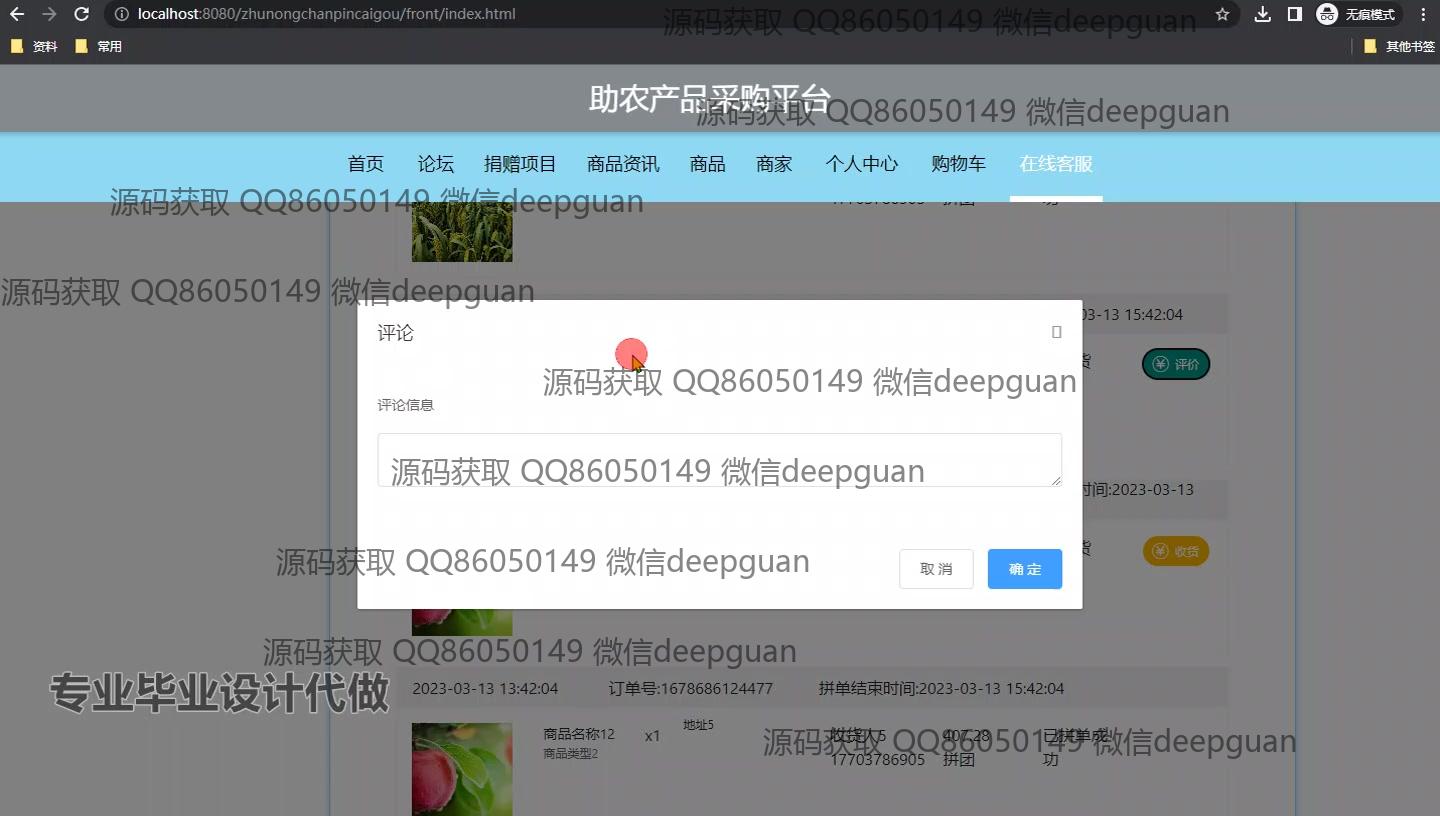 localhost:8080/zhunongchanpincaigou/front/index.html
无痕模式
资料
常用
其他书签
源码获取 QQ86050149 微信deepguan
助农产品采购平台
源码获取 QQ86050149 微信deepguan
首页 论坛 捐赠项目 商品资讯 商品 商家 个人中心 购物车 在线客服
源码获取 QQ86050149 微信deepguan
17703786905 拼团 功
源码获取 QQ86050149 微信deepguan
03-13 15:42:04
评论
货
¥ 评价
源码获取 QQ86050149 微信deepguan
评论信息
源码获取 QQ86050149 微信deepguan
时间:2023-03-13
货
¥ 收货
源码获取 QQ86050149 微信deepguan
取 消
确 定
源码获取 QQ86050149 微信deepguan
专业毕业设计代做
2023-03-13 13:42:04 订单号:1678686124477 拼单结束时间:2023-03-13 15:42:04
商品名称12 x1 地址5 收货人5 407.28 已拼单成
商品类型2
17703786905 拼团 功
源码获取 QQ86050149 微信deepguan